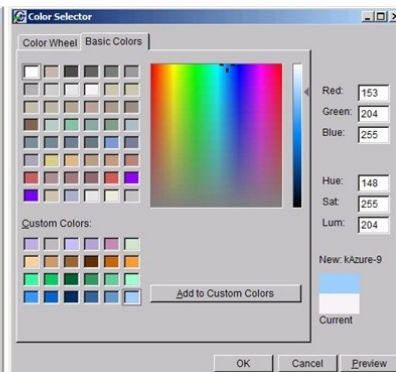 Color Selector
Color Wheel
Basic Colors
Red: 153
Green: 204
Blue: 255
Hue: 148
Sat: 255
Lum: 204
Custom Colors:
New: kAzure-9
Add to Custom Colors
Current
OK
Cancel
Preview